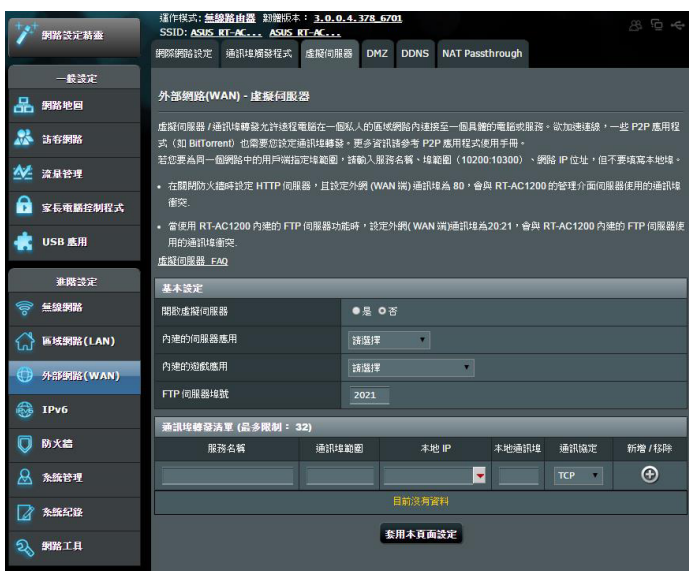 運作模式: 無線路由器 韌體版本: 3.0.0.4.378_6701
SSID: ASUS RT-AC... ASUS RT-AC...
網路設定精靈
一般設定
網路地圖
訪客網路
流量管理
家長電腦控制程式
USB 應用
進階設定
無線網路
區域網路(LAN)
外部網路(WAN)
IPv6
防火牆
系統管理
系統紀錄
網路工具
網際網路設定 通訊埠觸發程式 虛擬伺服器 DMZ DDNS NAT Passthrough
外部網路(WAN) - 虛擬伺服器
虛擬伺服器 / 通訊埠轉發允許遠程電腦在一個私人的區域網路內連接至一個具體的電腦或服務。欲加速連線，一些 P2P 應用程
式（如 BitTorrent）也需要您設定通訊埠轉發。更多資訊請參考 P2P 應用程式使用手冊。
若您要為同一個網路中的用戶端指定埠範圍，請輸入服務名稱、埠範圍（10200:10300）、網路 IP 位址，但不要填寫本地埠。
• 在關閉防火牆時設定 HTTP 伺服器，且設定外網 (WAN 端) 通訊埠為 80，會與 RT-AC1200 的管理介面伺服器使用的通訊埠
衝突.
• 當使用 RT-AC1200 內建的 FTP 伺服器功能時，設定外網( WAN 端)通訊埠為20:21，會與 RT-AC1200 內建的 FTP 伺服器使
用的通訊埠衝突.
虛擬伺服器 FAQ
基本設定
開啟虛擬伺服器 是 否
內建的伺服器應用 請選擇
內建的遊戲應用 請選擇
FTP 伺服器埠號 2021
通訊埠轉發清單 (最多限制： 32)
服務名稱 通訊埠範圍 本地 IP 本地通訊埠 通訊協定 新增 / 移除
TCP
目前沒有資料
套用本頁面設定